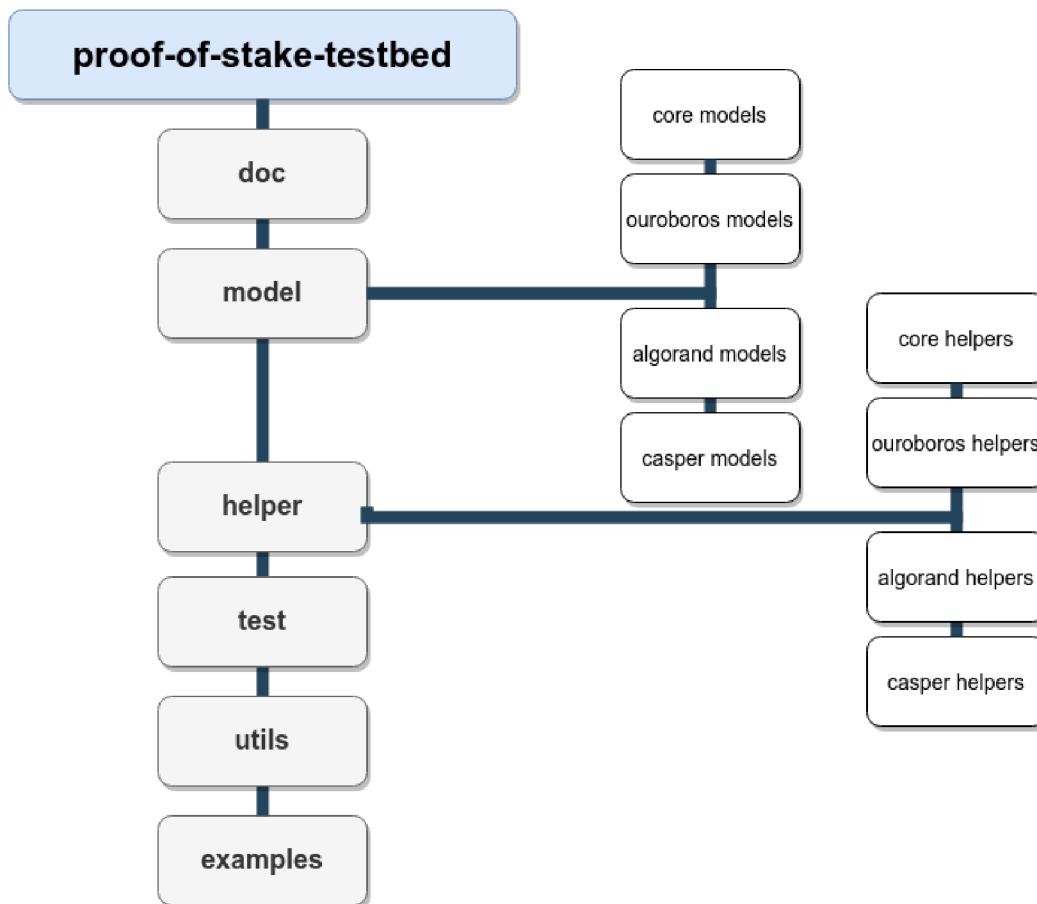 proof-of-stake-testbed
doc
model
helper
test
utils
examples
core models
ouroboros models
algorand models
casper models
core helpers
ouroboros helpers
algorand helpers
casper helpers